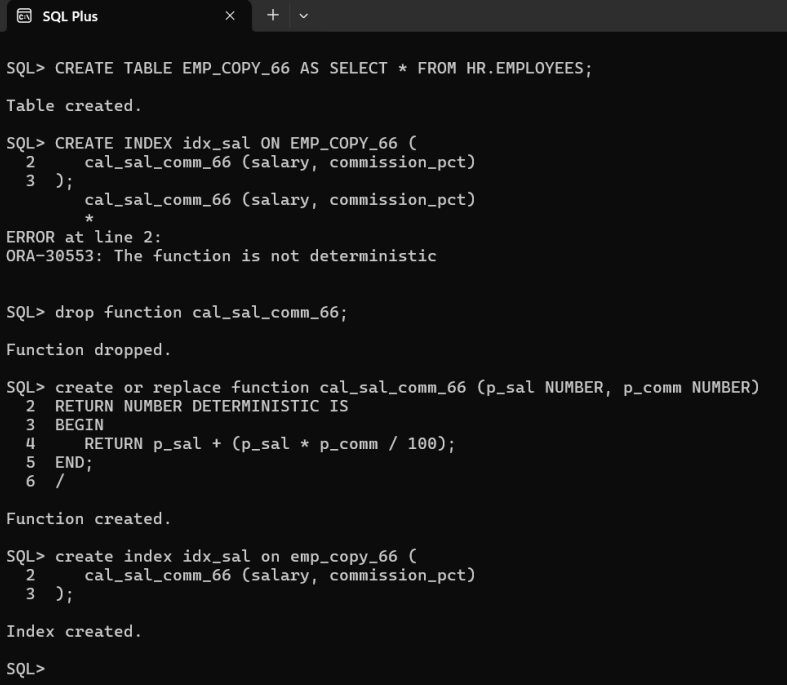 SQL Plus
SQL> CREATE TABLE EMP_COPY_66 AS SELECT * FROM HR.EMPLOYEES;
Table created.
SQL> CREATE INDEX idx_sal ON EMP_COPY_66 (
  2     cal_sal_comm_66 (salary, commission_pct)
  3  );
        cal_sal_comm_66 (salary, commission_pct)
        *
ERROR at line 2:
ORA-30553: The function is not deterministic
SQL> drop function cal_sal_comm_66;
Function dropped.
SQL> create or replace function cal_sal_comm_66 (p_sal NUMBER, p_comm NUMBER)
  2  RETURN NUMBER DETERMINISTIC IS
  3  BEGIN
  4     RETURN p_sal + (p_sal * p_comm / 100);
  5  END;
  6  /
Function created.
SQL> create index idx_sal on emp_copy_66 (
  2     cal_sal_comm_66 (salary, commission_pct)
  3  );
Index created.
SQL>